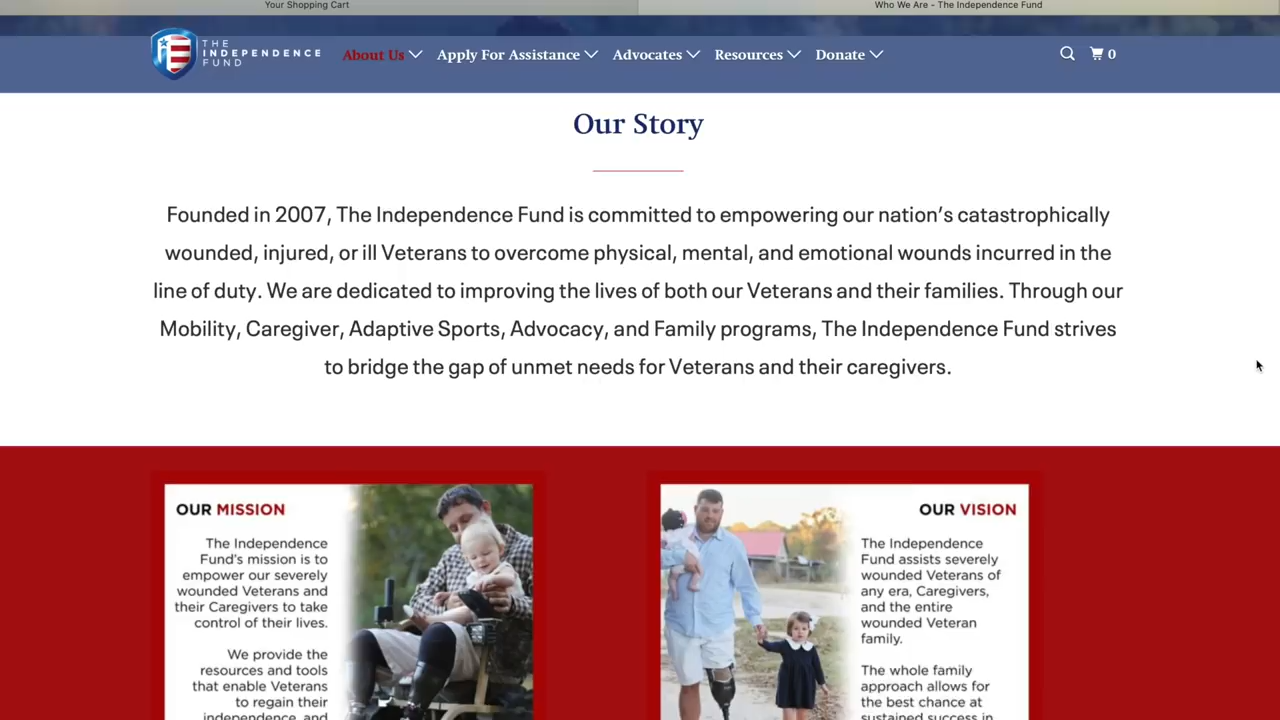 Your Shopping Cart
Who We Are – The Independence Fund
THE
INDEPENDENCE
FUND
About Us
Apply For Assistance
Advocates
Resources
Donate
0
Our Story
Founded in 2007, The Independence Fund is committed to empowering our nation's catastrophically
wounded, injured, or ill Veterans to overcome physical, mental, and emotional wounds incurred in the
line of duty. We are dedicated to improving the lives of both our Veterans and their families. Through our
Mobility, Caregiver, Adaptive Sports, Advocacy, and Family programs, The Independence Fund strives
to bridge the gap of unmet needs for Veterans and their caregivers.
OUR MISSION
The Independence
Fund's mission is to
empower our severely
wounded Veterans and
their Caregivers to take
control of their lives.
We provide the
resources and tools
that enable Veterans
to regain their
independence, and
OUR VISION
The Independence
Fund assists severely
wounded Veterans of
any era, Caregivers,
and the entire
wounded Veteran
family.
The whole family
approach allows for
the best chance at
sustained success in